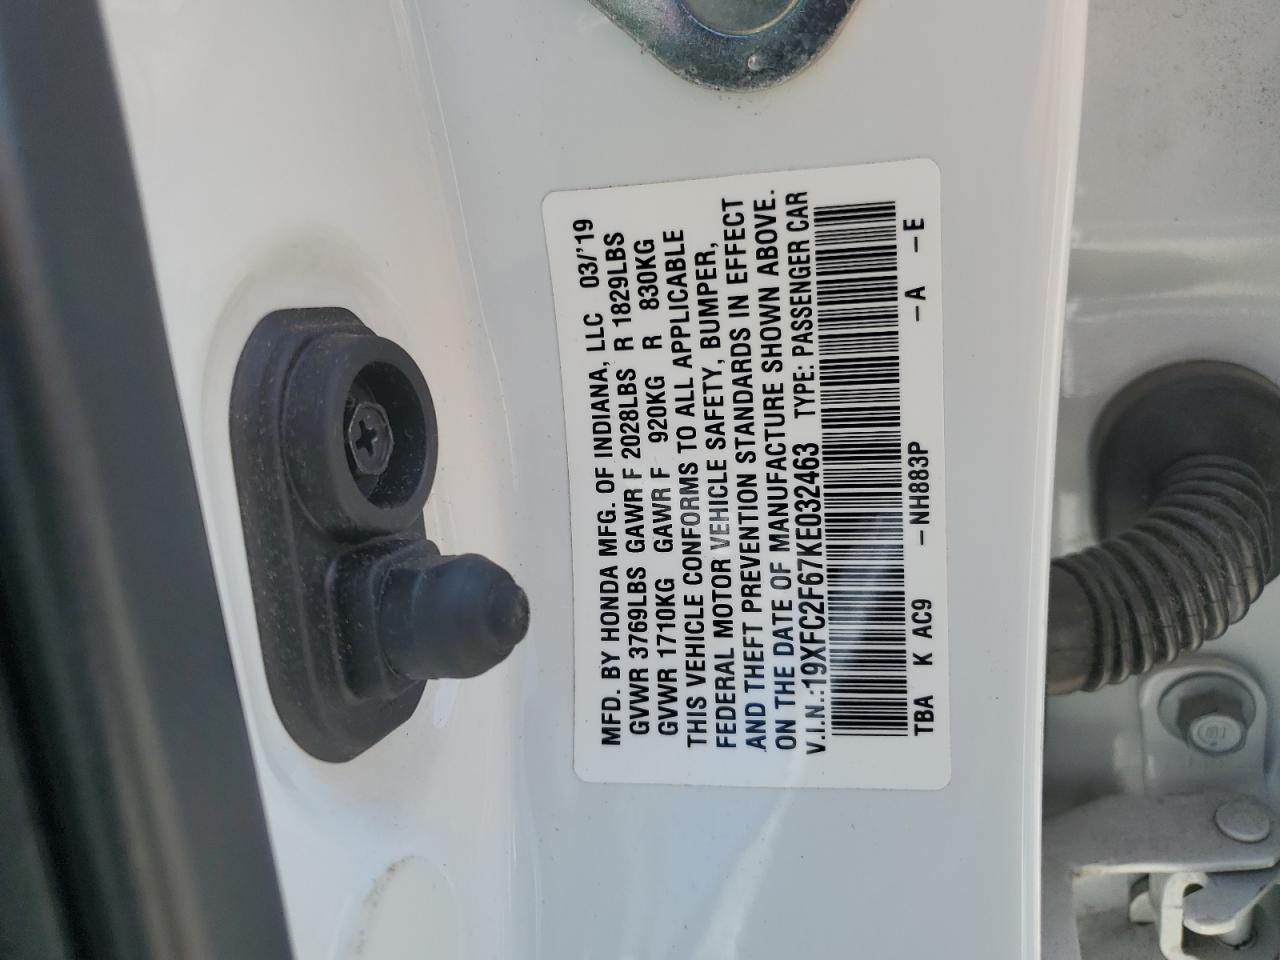 MFD. BY HONDA MFG. OF INDIANA, LLC 03/'19
GVWR 3769LBS GAWR F 2028LBS R 1829LBS
GVWR 1710KG GAWR F 920KG R 830KG
THIS VEHICLE CONFORMS TO ALL APPLICABLE
FEDERAL MOTOR VEHICLE SAFETY, BUMPER,
AND THEFT PREVENTION STANDARDS IN EFFECT
ON THE DATE OF MANUFACTURE SHOWN ABOVE.
V.I.N.:19XFC2F67KE032463 TYPE: PASSENGER CAR
TBA K AC9 -NH883P -A -E